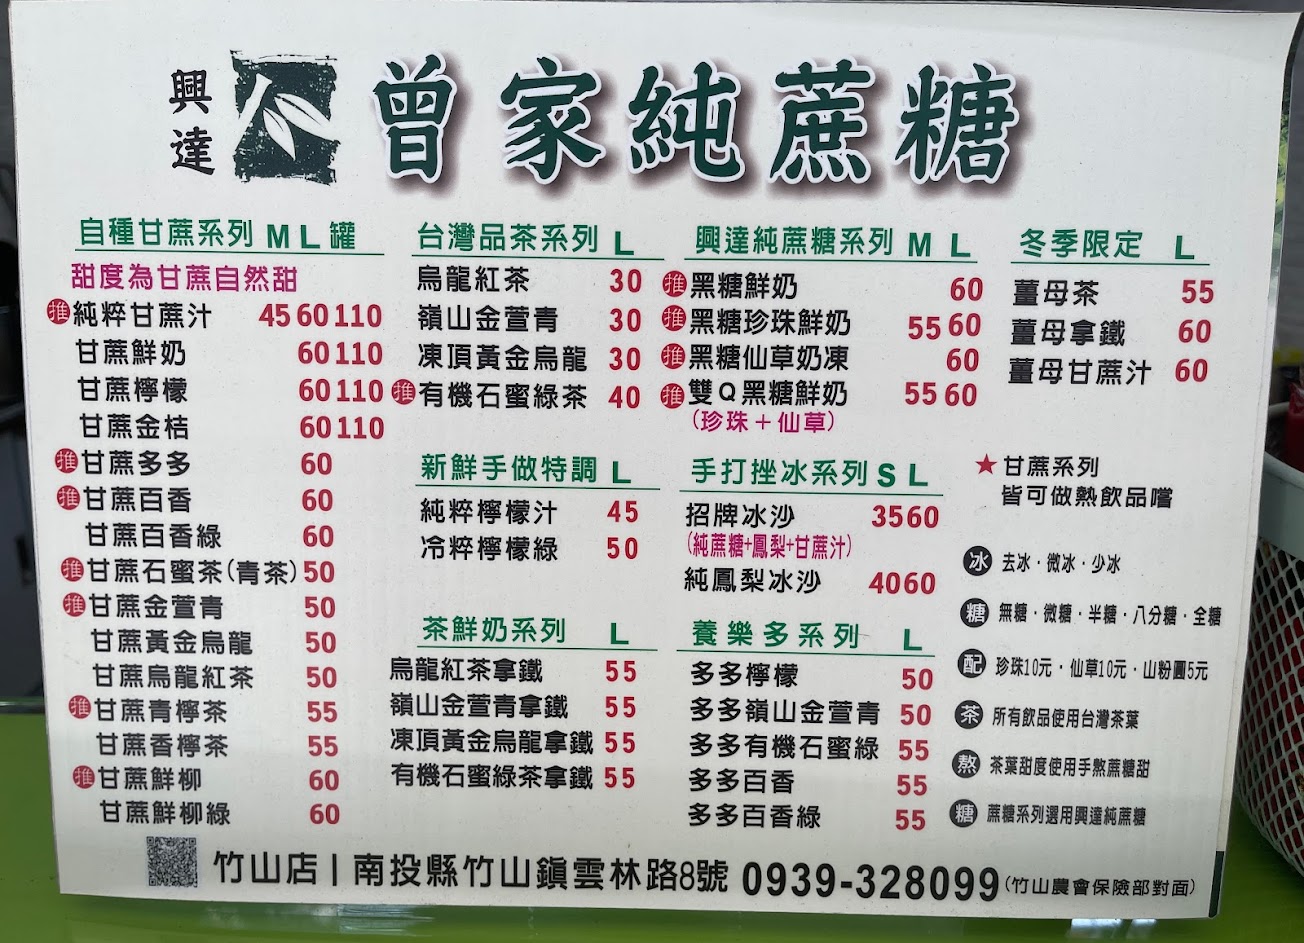 興達
曾家純蔗糖
自種甘蔗系列 M L 罐
甜度為甘蔗自然甜
推 純粹甘蔗汁 45 60 110
甘蔗鮮奶 60 110
甘蔗檸檬 60 110
甘蔗金桔 60 110
推 甘蔗多多 60
推 甘蔗百香 60
甘蔗百香綠 60
推 甘蔗石蜜茶(青茶) 50
推 甘蔗金萱青 50
甘蔗黃金烏龍 50
甘蔗烏龍紅茶 50
推 甘蔗青檸茶 55
甘蔗香檸茶 55
推 甘蔗鮮柳 60
甘蔗鮮柳綠 60
台灣品茶系列 L
烏龍紅茶 30
嶺山金萱青 30
凍頂黃金烏龍 30
推 有機石蜜綠茶 40
新鮮手做特調 L
純粹檸檬汁 45
冷粹檸檬綠 50
茶鮮奶系列 L
烏龍紅茶拿鐵 55
嶺山金萱青拿鐵 55
凍頂黃金烏龍拿鐵 55
有機石蜜綠茶拿鐵 55
興達純蔗糖系列 M L
推 黑糖鮮奶 60
推 黑糖珍珠鮮奶 55 60
推 黑糖仙草奶凍 60
推 雙Q黑糖鮮奶 55 60
(珍珠+仙草)
手打挫冰系列 S L
招牌冰沙 35 60
(純蔗糖+鳳梨+甘蔗汁)
純鳳梨冰沙 40 60
養樂多系列 L
多多檸檬 50
多多嶺山金萱青 50
多多有機石蜜綠 55
多多百香 55
多多百香綠 55
冬季限定 L
薑母茶 55
薑母拿鐵 60
薑母甘蔗汁 60
★甘蔗系列
皆可做熱飲品嚐
冰 去冰·微冰·少冰
糖 無糖·微糖·半糖·八分糖·全糖
配 珍珠10元·仙草10元·山粉圓5元
茶 所有飲品使用台灣茶葉
熬 茶葉甜度使用手熬蔗糖甜
糖 蔗糖系列選用興達純蔗糖
竹山店 | 南投縣竹山鎮雲林路8號 0939-328099(竹山農會保險部對面)